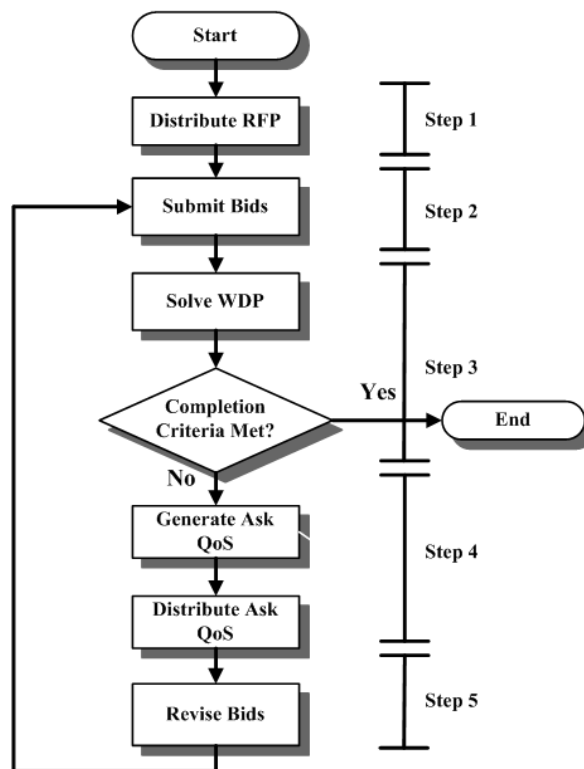 Start
Distribute RFP
Step 1
Submit Bids
Step 2
Solve WDP
Step 3
Completion
Criteria Met?
Yes
End
No
Generate Ask
QoS
Step 4
Distribute Ask
QoS
Revise Bids
Step 5